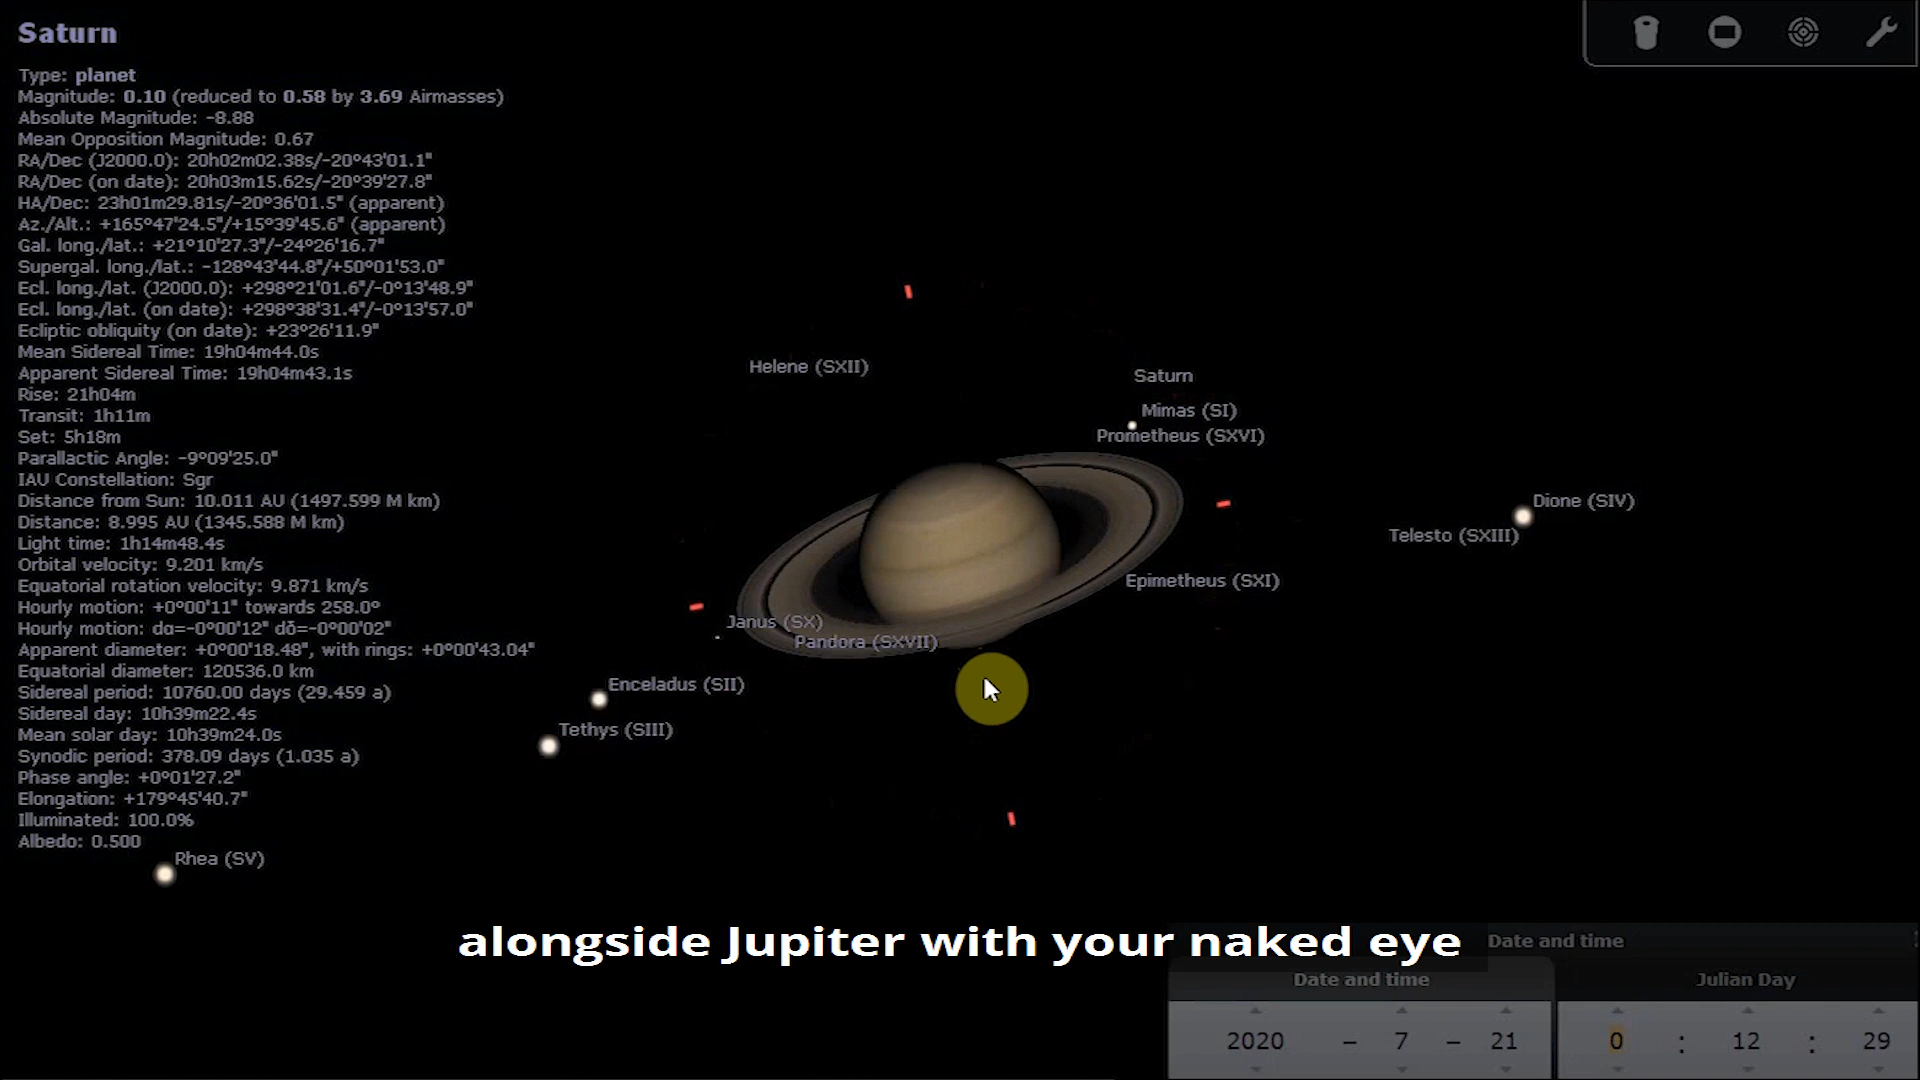 Saturn
Type: planet
Magnitude: 0.10 (reduced to 0.58 by 3.69 Airmasses)
Absolute Magnitude: -8.88
Mean Opposition Magnitude: 0.67
RA/Dec (J2000.0): 20h02m02.38s/-20°43'01.1"
RA/Dec (on date): 20h03m15.62s/-20°39'27.8"
HA/Dec: 23h01m29.81s/-20°36'01.5" (apparent)
Az./Alt.: +165°47'24.5"/+15°39'45.6" (apparent)
Gal. long./lat.: +21°10'27.3"/-24°26'16.7"
Supergal. long./lat.: -128°43'44.8"/+50°01'53.0"
Ecl. long./lat. (J2000.0): +298°21'01.6"/-0°13'48.9"
Ecl. long./lat. (on date): +298°38'31.4"/-0°13'57.0"
Ecliptic obliquity (on date): +23°26'11.9"
Mean Sidereal Time: 19h04m44.0s
Apparent Sidereal Time: 19h04m43.1s
Rise: 21h04m
Transit: 1h11m
Set: 5h18m
Parallactic Angle: -9°09'25.0"
IAU Constellation: Sgr
Distance from Sun: 10.011 AU (1497.599 M km)
Distance: 8.995 AU (1345.588 M km)
Light time: 1h14m48.4s
Orbital velocity: 9.201 km/s
Equatorial rotation velocity: 9.871 km/s
Hourly motion: +0°00'11" towards 258.0°
Hourly motion: dα=-0°00'12" dδ=-0°00'02"
Apparent diameter: +0°00'18.48", with rings: +0°00'43.04"
Equatorial diameter: 120536.0 km
Sidereal period: 10760.00 days (29.459 a)
Sidereal day: 10h39m22.4s
Mean solar day: 10h39m24.0s
Synodic period: 378.09 days (1.035 a)
Phase angle: +0°01'27.2"
Elongation: +179°45'40.7"
Illuminated: 100.0%
Albedo: 0.500
Helene (SXII)
Saturn
Mimas (SI)
Prometheus (SXVI)
Dione (SIV)
Telesto (SXIII)
Epimetheus (SXI)
Janus (SX)
Pandora (SXVII)
Enceladus (SII)
Tethys (SIII)
Rhea (SV)
alongside Jupiter with your naked eye
Date and time
Date and time
Julian Day
2020 - 7 - 21
0 : 12 : 29